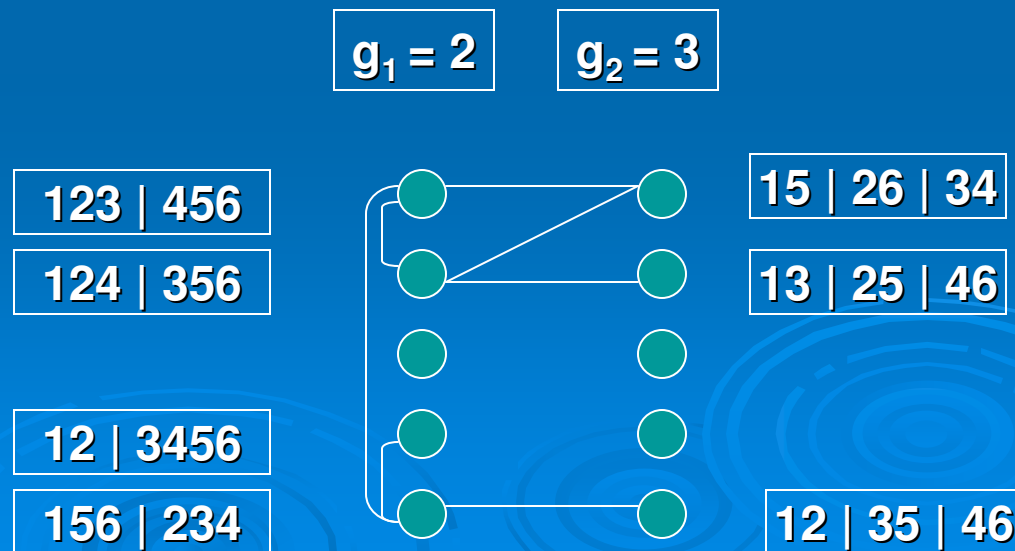 g₁ = 2
g₂ = 3
123 | 456
15 | 26 | 34
124 | 356
13 | 25 | 46
12 | 3456
156 | 234
12 | 35 | 46